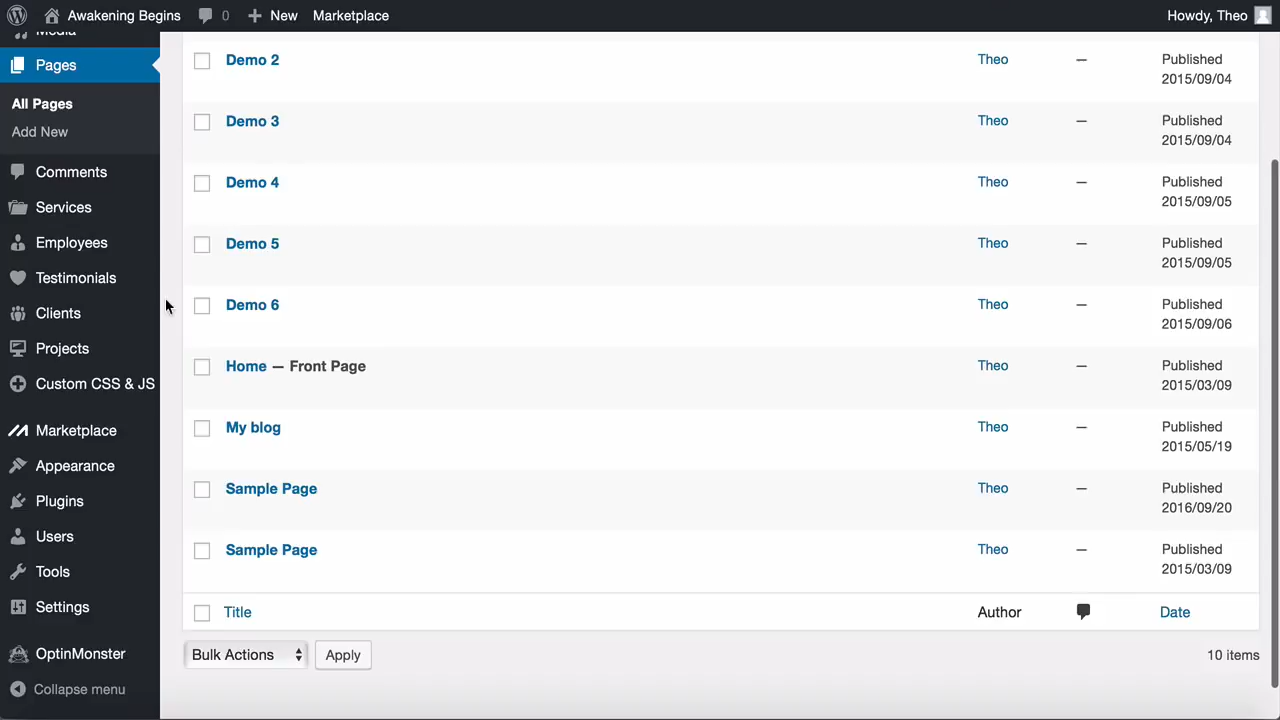 Awakening Begins 0 New Marketplace Howdy, Theo
Media
Pages
All Pages
Add New
Comments
Services
Employees
Testimonials
Clients
Projects
Custom CSS & JS
Marketplace
Appearance
Plugins
Users
Tools
Settings
OptinMonster
Collapse menu
Demo 2 Theo — Published
2015/09/04
Demo 3 Theo — Published
2015/09/04
Demo 4 Theo — Published
2015/09/05
Demo 5 Theo — Published
2015/09/05
Demo 6 Theo — Published
2015/09/06
Home — Front Page Theo — Published
2015/03/09
My blog Theo — Published
2015/05/19
Sample Page Theo — Published
2016/09/20
Sample Page Theo — Published
2015/03/09
Title Author Date
Bulk Actions Apply 10 items